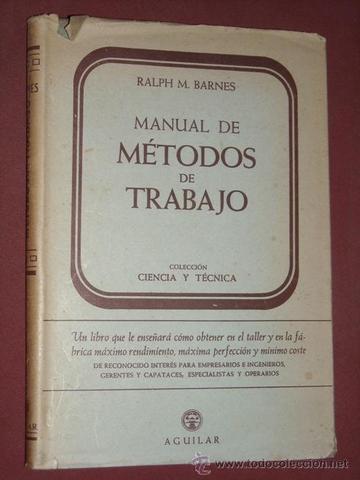 RALPH M. BARNES
MANUAL DE
MÉTODOS
DE
TRABAJO
COLECCIÓN
CIENCIA Y TÉCNICA
Un libro que le enseñará cómo obtener en el taller y en la fá-
brica máximo rendimiento, máxima perfección y mínimo coste
DE RECONOCIDO INTERÉS PARA EMPRESARIOS E INGENIEROS,
GERENTES Y CAPATACES, ESPECIALISTAS Y OPERARIOS
AGUILAR
www.todocoleccion.net